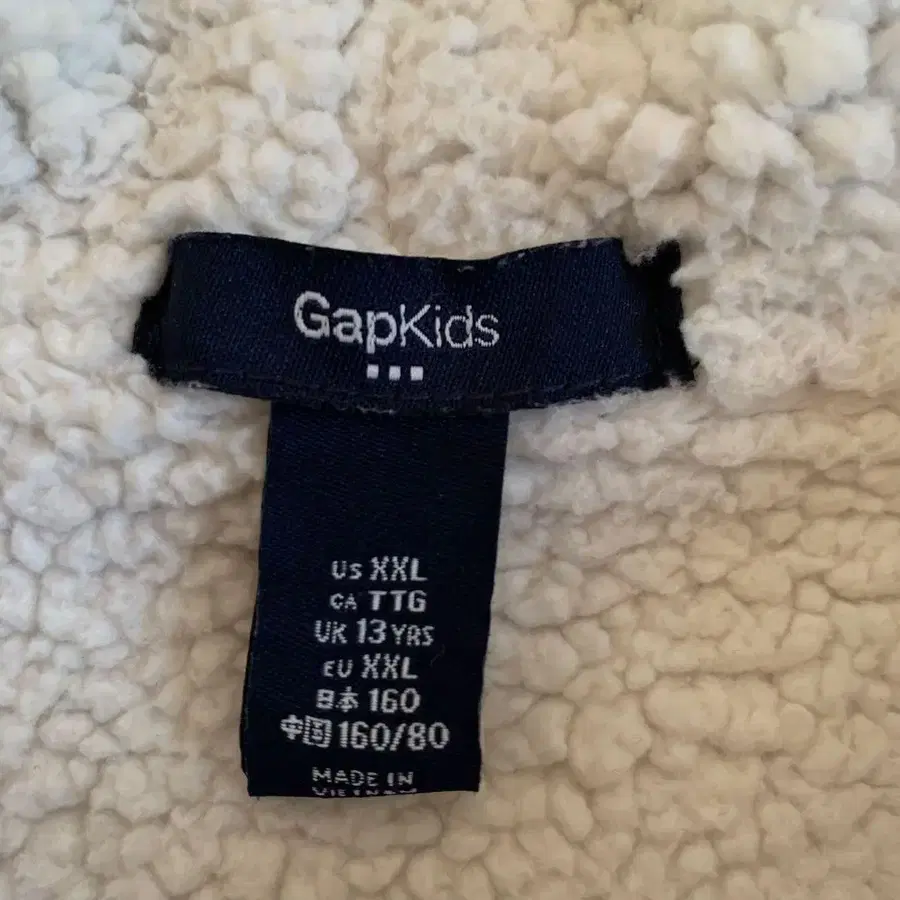 GapKids
US XXL
CA TTG
UK 13 YRS
EU XXL
日本 160
中国 160/80
MADE IN
VIETNAM